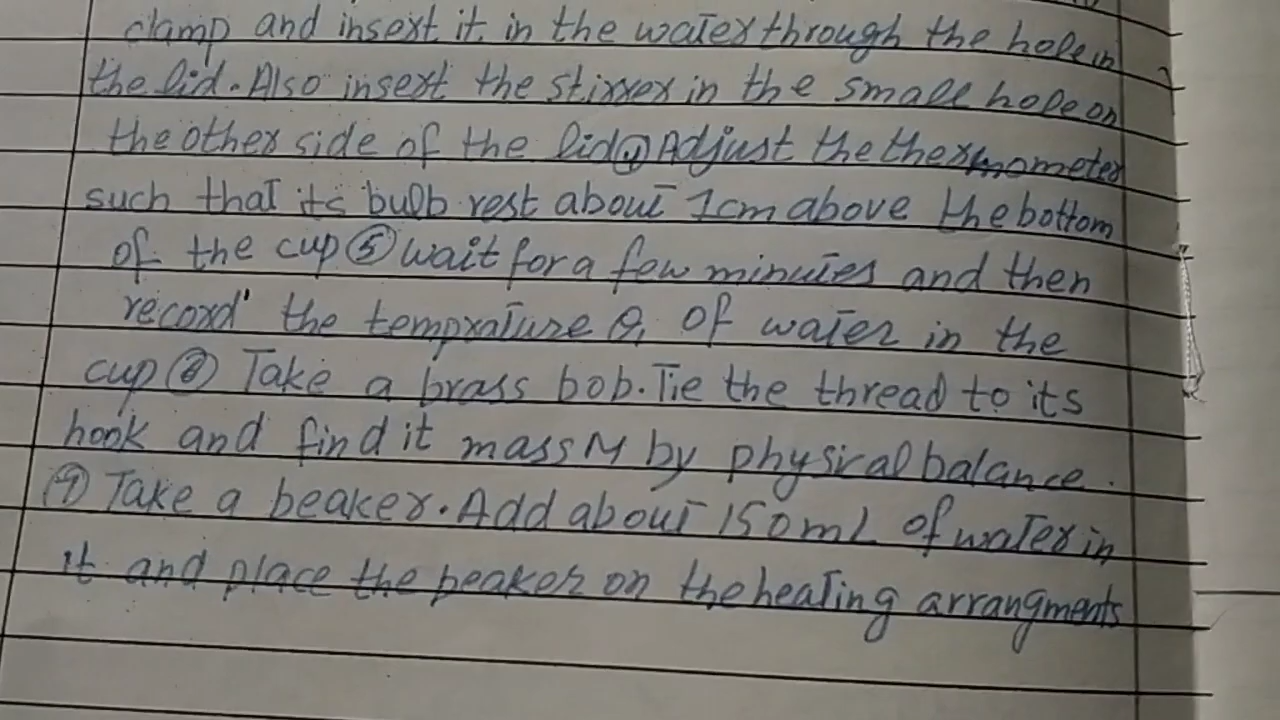 clamp and insert it in the water through the hole in
the lid. Also insert the stirrer in the small hole on
the other side of the lid ④ Adjust the thermometer
such that its bulb rest about 1cm above the bottom
of the cup ⑤ wait for a few minutes and then
record the temprature θ₁ of water in the
cup ⑧ Take a brass bob. Tie the thread to its
hook and find it mass M by physical balance.
Take a beaker. Add about 150 mL of water in
it and place the beaker on the heating arrangments